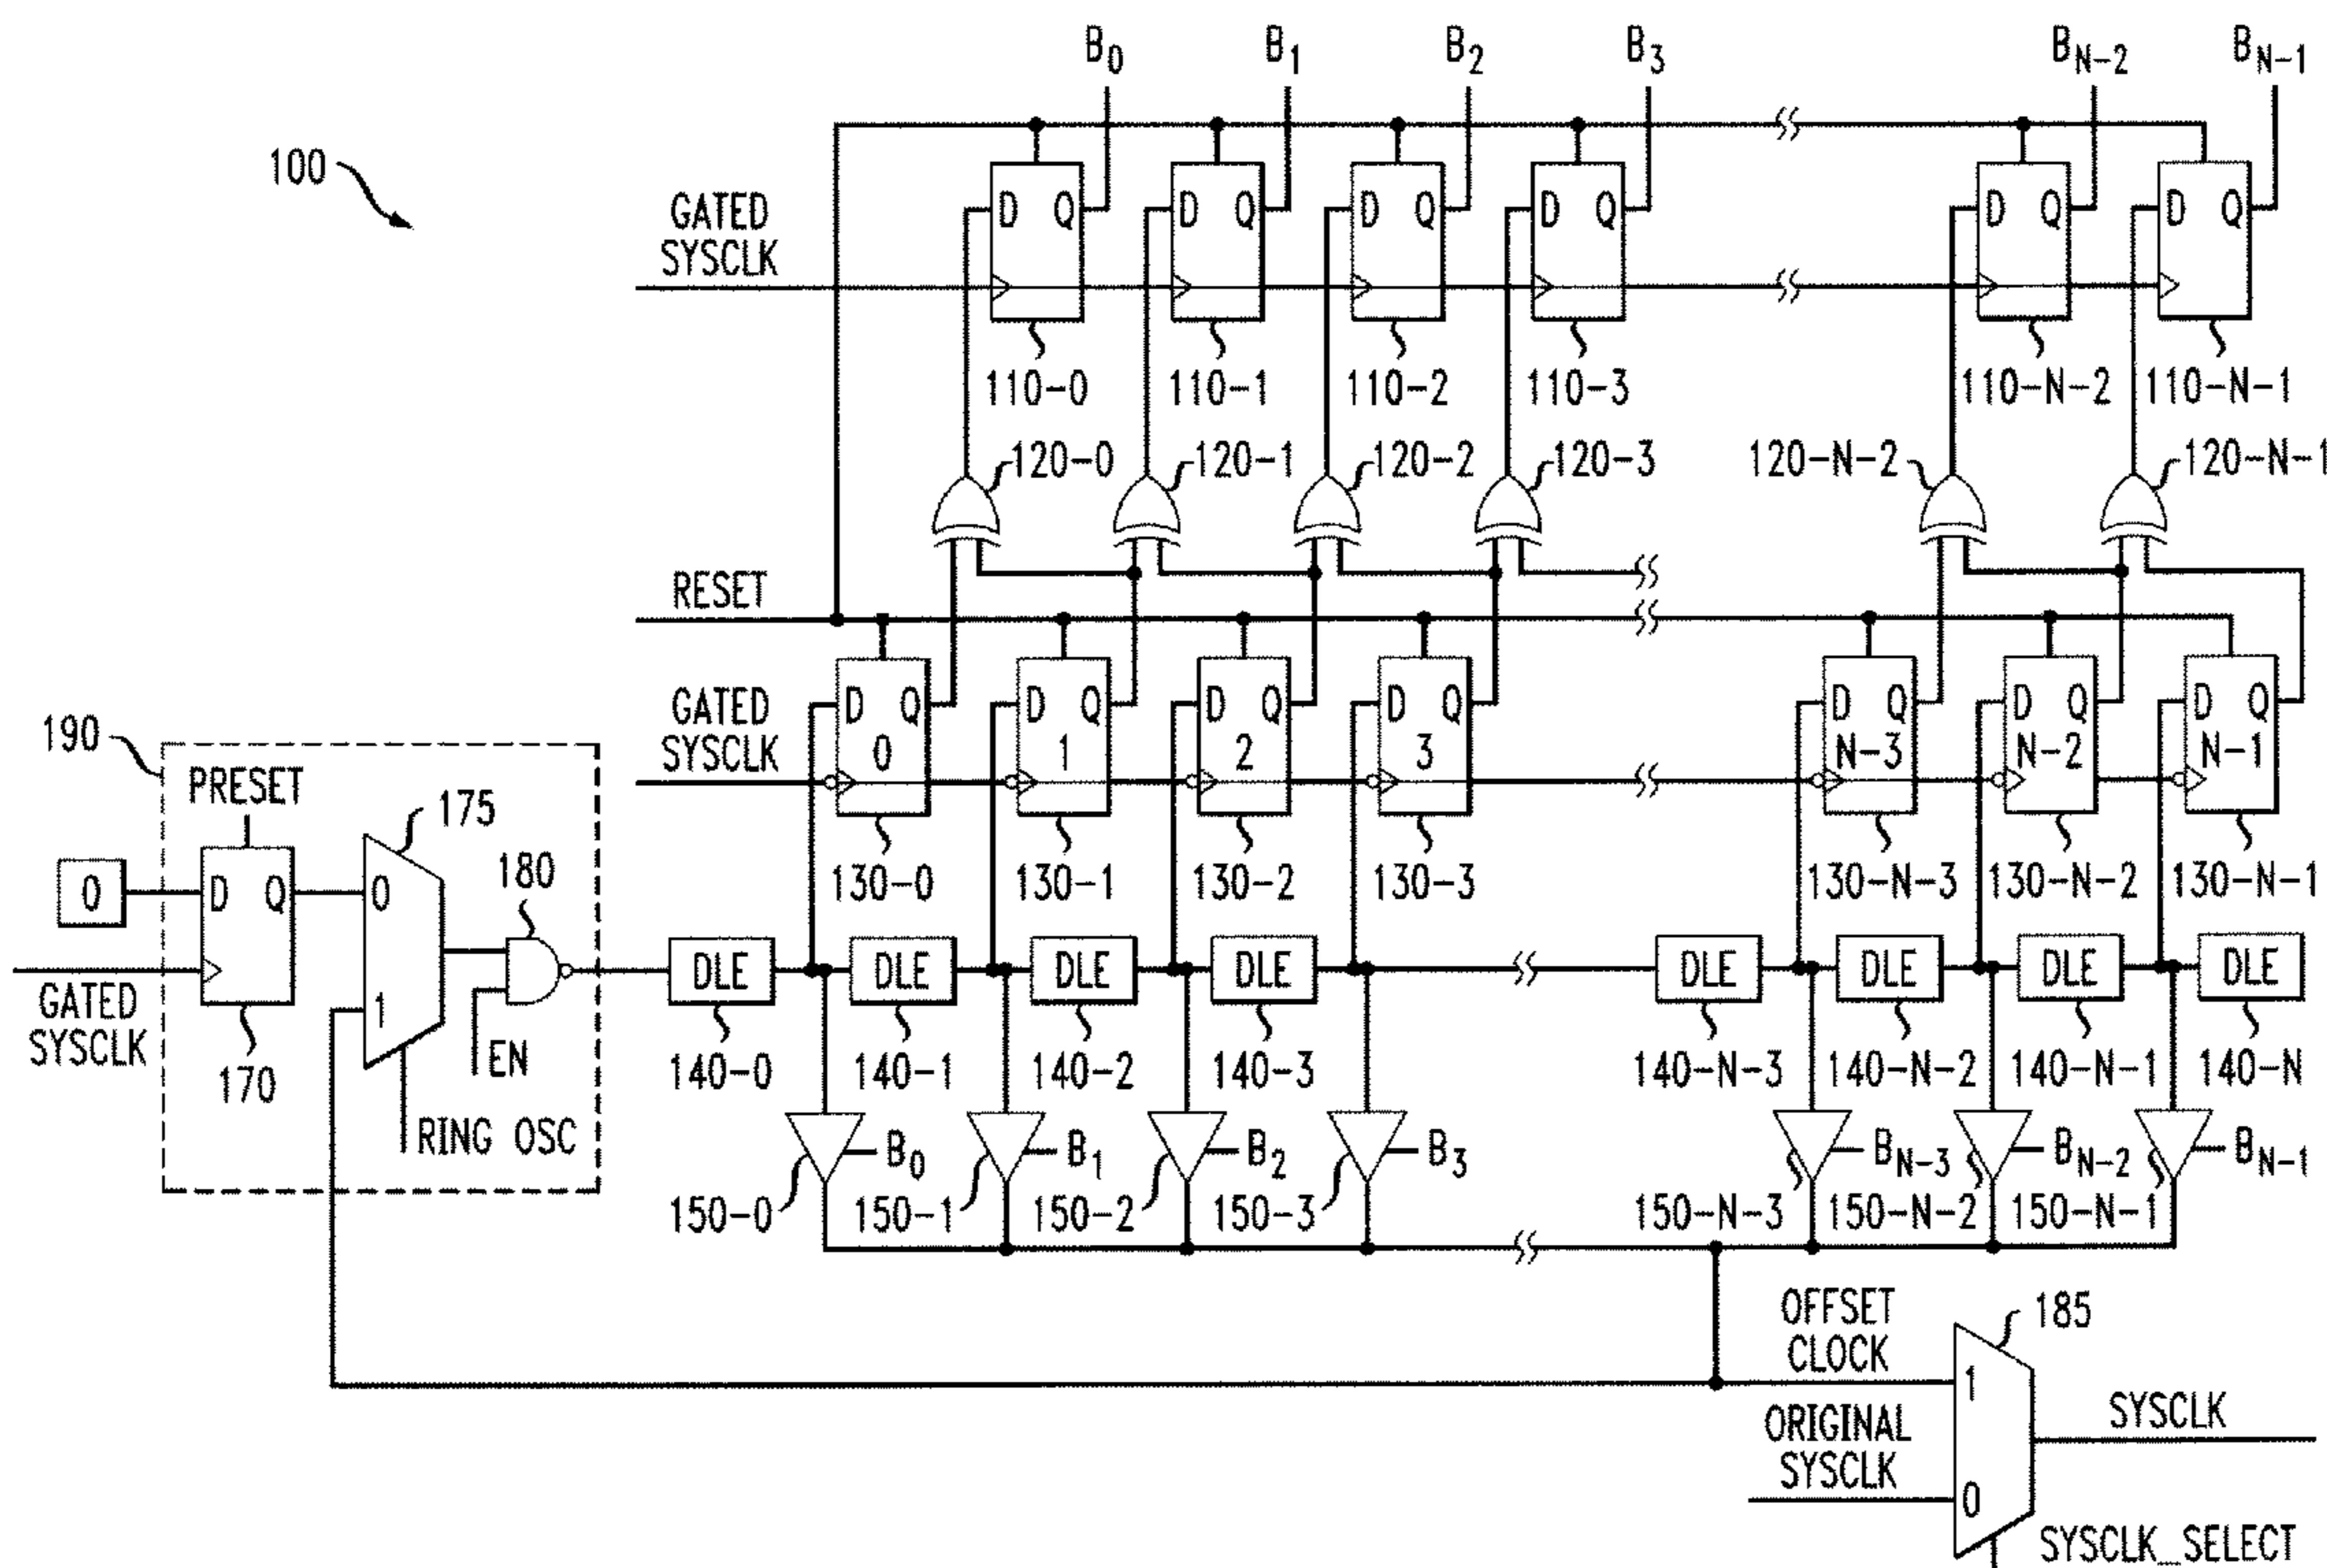 B0 B1 B2 B3 BN-2 BN-1
100
GATED
SYSCLK
D Q D Q D Q D Q D Q D Q
110-0 110-1 110-2 110-3 110-N-2 110-N-1
120-0 120-1 120-2 120-3 120-N-2 120-N-1
RESET
GATED
SYSCLK
D Q D Q D Q D Q D Q D Q D Q
0 1 2 3 N-3 N-2 N-1
130-0 130-1 130-2 130-3 130-N-3 130-N-2 130-N-1
190
PRESET
175
0
D Q
0
1
180
GATED
SYSCLK
170
EN
RING OSC
DLE DLE DLE DLE DLE DLE DLE DLE
140-0 140-1 140-2 140-3 140-N-3 140-N-2 140-N-1 140-N
B0 B1 B2 B3 BN-3 BN-2 BN-1
150-0 150-1 150-2 150-3 150-N-3 150-N-2 150-N-1
OFFSET
CLOCK
185
1
ORIGINAL
SYSCLK
0
SYSCLK
SYSCLK_SELECT